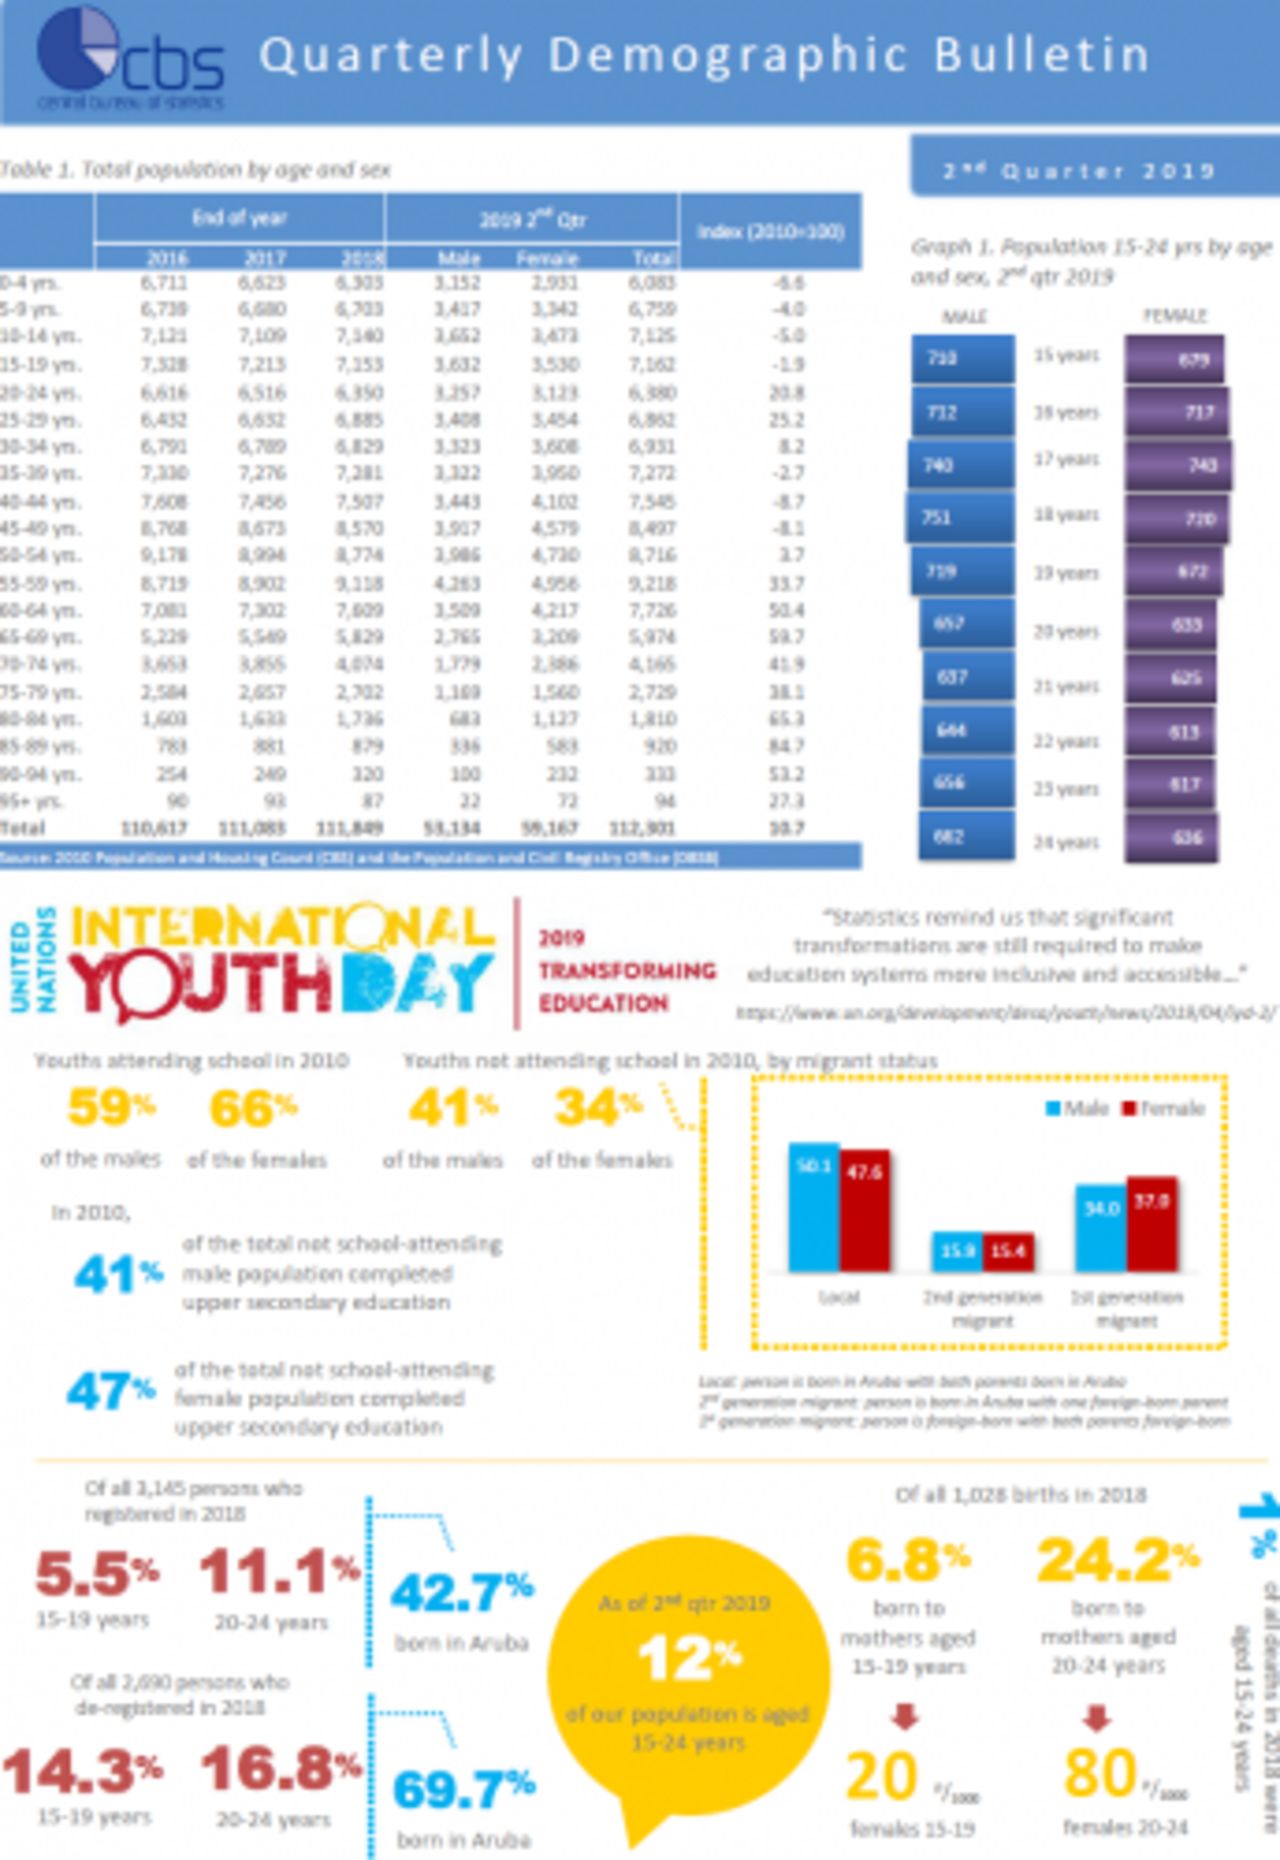 cbs
central bureau of statistics
Quarterly Demographic Bulletin
2nd Quarter 2019
Table 1. Total population by age and sex
End of year 2019 2nd Qtr Index (2010=100)
2016 2017 2018 Male Female Total
0-4 yrs. 6,711 6,623 6,303 3,152 2,931 6,083 -6.6
5-9 yrs. 6,739 6,680 6,703 3,417 3,342 6,759 -4.0
10-14 yrs. 7,121 7,109 7,140 3,652 3,473 7,125 -5.0
15-19 yrs. 7,328 7,213 7,153 3,632 3,530 7,162 -1.9
20-24 yrs. 6,616 6,516 6,350 3,257 3,123 6,380 20.8
25-29 yrs. 6,432 6,632 6,885 3,408 3,454 6,862 25.2
30-34 yrs. 6,791 6,789 6,829 3,323 3,608 6,931 8.2
35-39 yrs. 7,330 7,276 7,281 3,322 3,950 7,272 -2.7
40-44 yrs. 7,608 7,456 7,507 3,443 4,102 7,545 -8.7
45-49 yrs. 8,768 8,673 8,570 3,917 4,579 8,497 -8.1
50-54 yrs. 9,178 8,994 8,774 3,986 4,730 8,716 3.7
55-59 yrs. 8,719 8,902 9,118 4,263 4,956 9,218 33.7
60-64 yrs. 7,081 7,302 7,609 3,509 4,217 7,726 50.4
65-69 yrs. 5,229 5,549 5,829 2,765 3,209 5,974 59.7
70-74 yrs. 3,653 3,855 4,074 1,779 2,386 4,165 41.9
75-79 yrs. 2,584 2,657 2,702 1,169 1,560 2,729 38.1
80-84 yrs. 1,603 1,633 1,736 683 1,127 1,810 65.3
85-89 yrs. 783 881 879 336 583 920 84.7
90-94 yrs. 254 249 320 100 232 333 53.2
95+ yrs. 90 93 87 22 72 94 27.3
Total 110,617 111,083 111,849 53,134 59,167 112,301 10.7
Source: 2010 Population and Housing Count (CBS) and the Population and Civil Registry Office
Graph 1. Population 15-24 yrs by age
and sex, 2nd qtr 2019
MALE FEMALE
710 15 years 679
712 16 years 717
740 17 years 743
751 18 years 720
719 19 years 672
657 20 years 633
637 21 years 625
644 22 years 613
656 23 years 617
682 24 years 636
UNITED
NATIONS
INTERNATIONAL
YOUTH DAY
2019
TRANSFORMING
EDUCATION
"Statistics remind us that significant
transformations are still required to make
education systems more inclusive and accessible..."
https://www.un.org/development/desa/youth/news/2019/04/iyd-2/
Youths attending school in 2010
59% 66%
of the males of the females
Youths not attending school in 2010, by migrant status
41% 34%
of the males of the females
Male Female
50.1 47.6
15.9 15.4
34.0 37.0
Local 2nd generation 1st generation
migrant migrant
In 2010,
41%
of the total not school-attending
male population completed
upper secondary education
47%
of the total not school-attending
female population completed
upper secondary education
Local: person is born in Aruba with both parents born in Aruba
2nd generation migrant: person is born in Aruba with one foreign-born parent
1st generation migrant: person is foreign-born with both parents foreign-born
Of all 3,145 persons who
registered in 2018
5.5% 11.1%
15-19 years 20-24 years
42.7%
born in Aruba
Of all 2,690 persons who
de-registered in 2018
14.3% 16.8%
15-19 years 20-24 years
69.7%
born in Aruba
As of 2nd qtr 2019
12%
of our population is aged
15-24 years
Of all 1,028 births in 2018
6.8% 24.2%
born to born to
mothers aged mothers aged
15-19 years 20-24 years
20 P/1000 80 P/1000
females 15-19 females 20-24
1%
of all deaths in 2018 were
aged 15-24 years